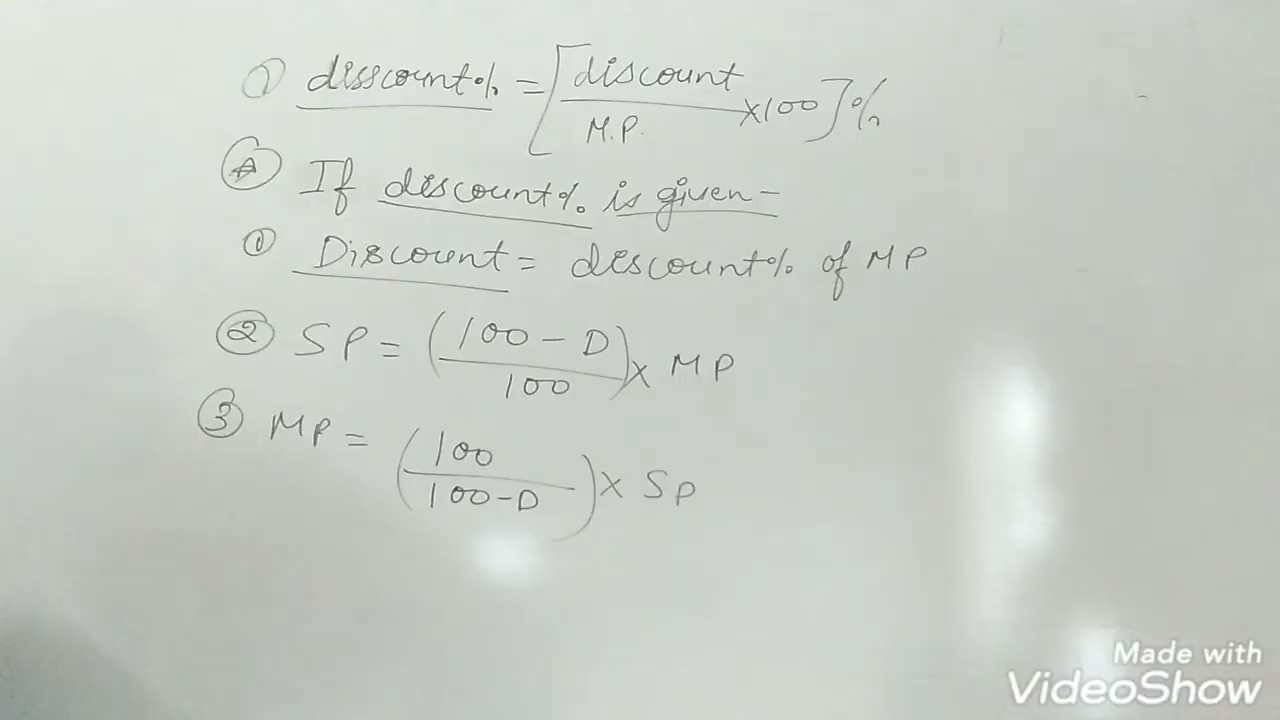 ① disscount% = [discount/M.P. ×100]%
Ⓐ If discount% is given-
① Discount = descount% of MP
② SP = (100-D/100) × MP
③ MP = (100/100-D) × SP
Made with
VideoShow